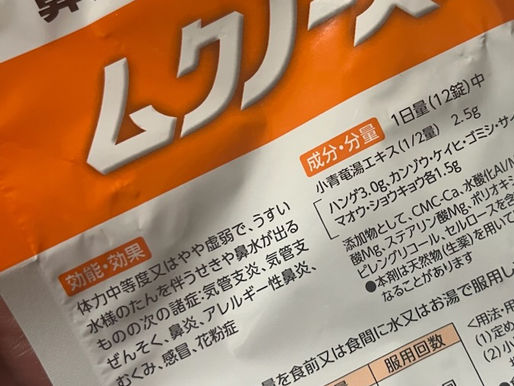 鼻
ムクノーズ
効能・効果
体力中等度又はやや虚弱で、うすい
水様のたんを伴うせきや鼻水が出る
ものの次の諸症:気管支炎、気管支
ぜんそく、鼻炎、アレルギー性鼻炎、
むくみ、感冒、花粉症
成分・分量
1日量(12錠)中
小青竜湯エキス(1/2量) 2.5g
ハンゲ3.0g、カンゾウ・ケイヒ・ゴミシ・サイ
マオウ・ショウキョウ各1.5g
添加物として、CMC-Ca、水酸化Al/M
酸Mg、ステアリン酸Mg、ポリオキシ
ピレングリコール、セルロースを含
●本剤は天然物(生薬)を用いて
なることがあります
を食前又は食間に水又はお湯で服用し
服用回数
<用法・用
(1)定め
(2)小